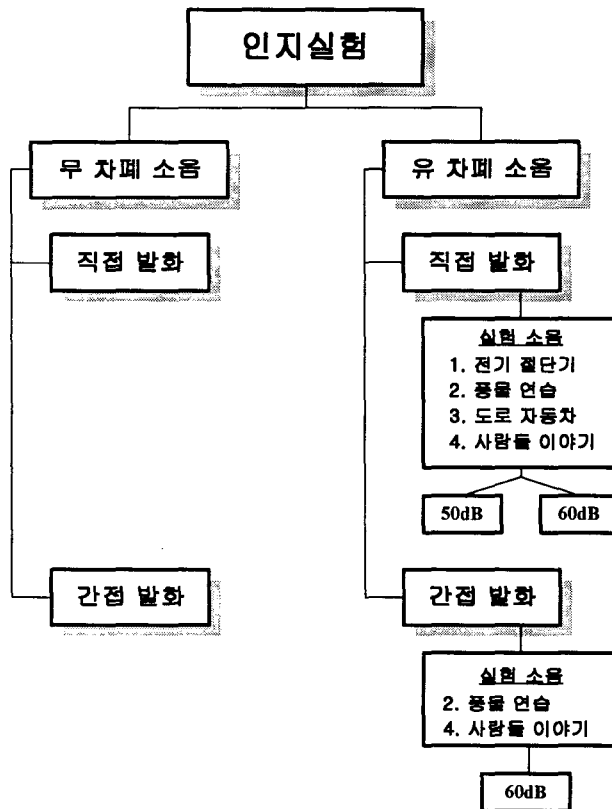 인지실험
무 차폐 소음
유 차폐 소음
직접 발화
직접 발화
실험 소음
1. 전기 절단기
2. 풍물 연습
3. 도로 자동차
4. 사람들 이야기
50dB
60dB
간접 발화
간접 발화
실험 소음
2. 풍물 연습
4. 사람들 이야기
60dB